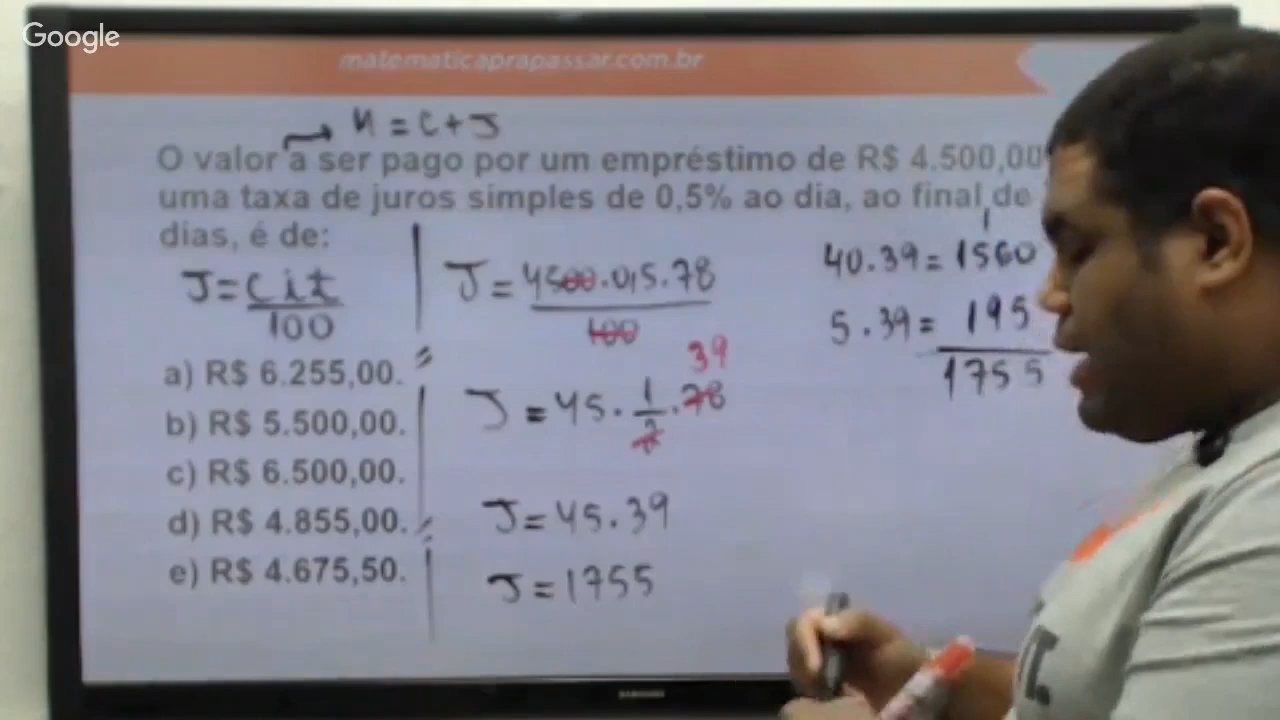 Google
matematicaprapassar.com.br
M = C + J
O valor a ser pago por um empréstimo de R$ 4.500,00
uma taxa de juros simples de 0,5% ao dia, ao final de
dias, é de:
J = c i t
100
a) R$ 6.255,00.
b) R$ 5.500,00.
c) R$ 6.500,00.
d) R$ 4.855,00.
e) R$ 4.675,50.
J = 4500 . 0,5 . 78
100
39
J = 45 . 1 . 78
2
J = 45 . 39
J = 1755
1
40 . 39 = 1560
5 . 39 = 195
1755
SAMSUNG